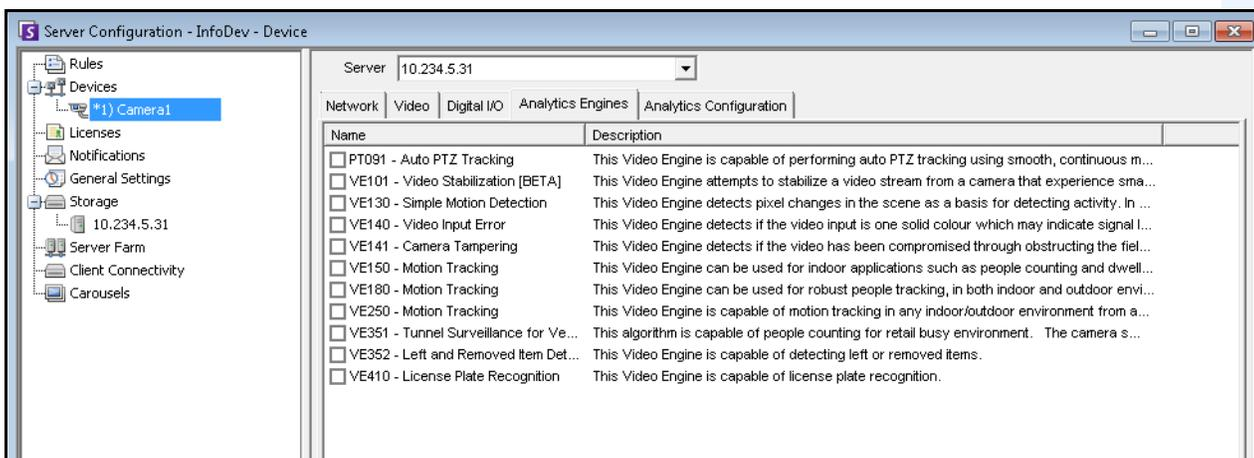 Server Configuration - InfoDev - Device
Rules
Devices
*1) Camera1
Licenses
Notifications
General Settings
Storage
10.234.5.31
Server Farm
Client Connectivity
Carousels
Server 10.234.5.31
Network Video Digital I/O Analytics Engines Analytics Configuration
Name Description
PT091 - Auto PTZ Tracking This Video Engine is capable of performing auto PTZ tracking using smooth, continuous m...
VE101 - Video Stabilization [BETA] This Video Engine attempts to stabilize a video stream from a camera that experience sma...
VE130 - Simple Motion Detection This Video Engine detects pixel changes in the scene as a basis for detecting activity. In ...
VE140 - Video Input Error This Video Engine detects if the video input is one solid colour which may indicate signal l...
VE141 - Camera Tampering This Video Engine detects if the video has been compromised through obstructing the fiel...
VE150 - Motion Tracking This Video Engine can be used for indoor applications such as people counting and dwell...
VE180 - Motion Tracking This Video Engine can be used for robust people tracking, in both indoor and outdoor envi...
VE250 - Motion Tracking This Video Engine is capable of motion tracking in any indoor/outdoor environment from a...
VE351 - Tunnel Surveillance for Ve... This algorithm is capable of people counting for retail busy environment. The camera s...
VE352 - Left and Removed Item Det... This Video Engine is capable of detecting left or removed items.
VE410 - License Plate Recognition This Video Engine is capable of license plate recognition.